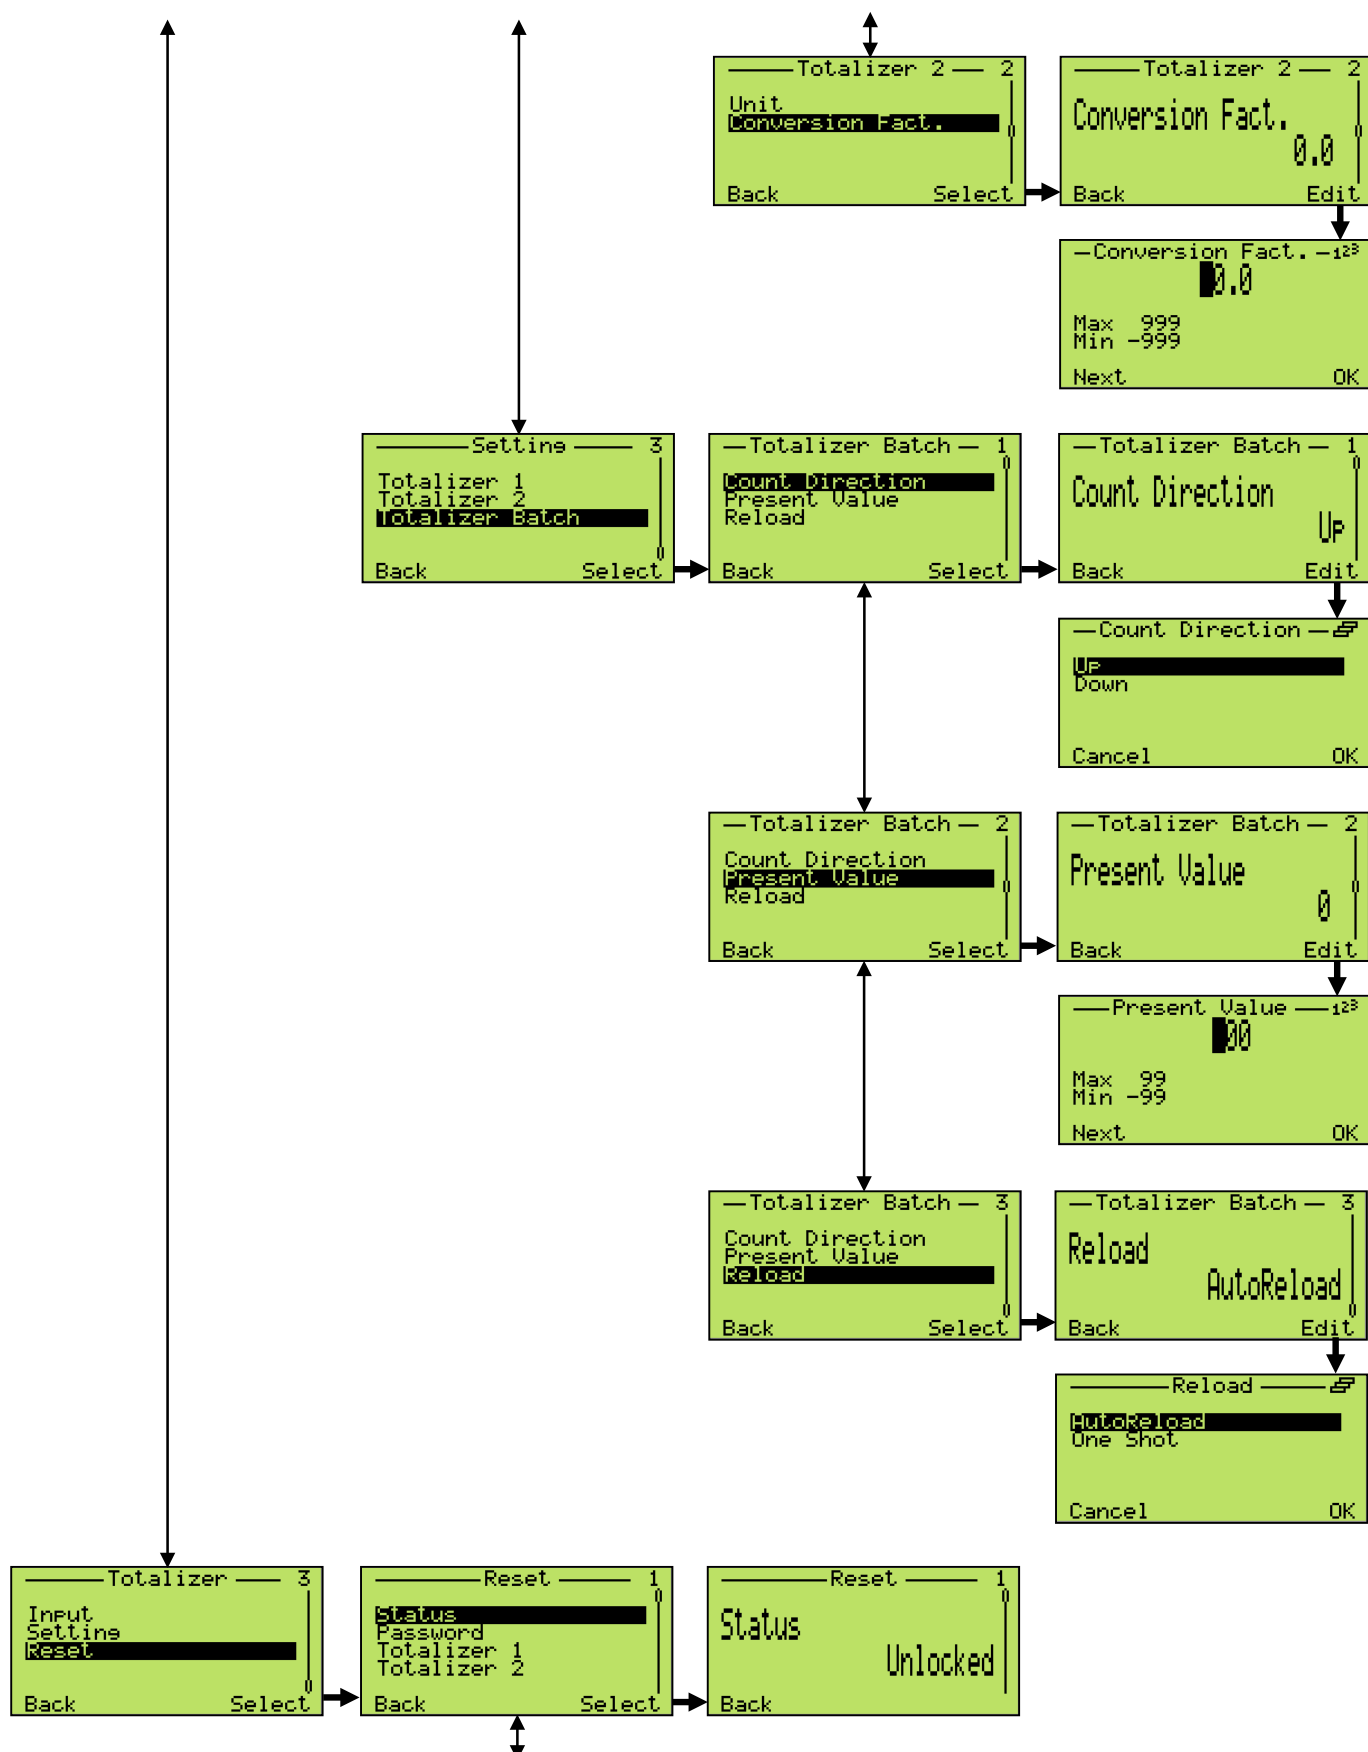 Totalizer 2 2
Unit
Conversion Fact.
Back Select
Totalizer 2 2
Conversion Fact.
0.0
Back Edit
Conversion Fact. 123
0.0
Max 999
Min -999
Next OK
Setting 3
Totalizer 1
Totalizer 2
Totalizer Batch
Back Select
Totalizer Batch 1
Count Direction
Present Value
Reload
Back Select
Totalizer Batch 1
Count Direction
Up
Back Edit
Count Direction
Up
Down
Cancel OK
Totalizer Batch 2
Count Direction
Present Value
Reload
Back Select
Totalizer Batch 2
Present Value
0
Back Edit
Present Value 123
00
Max 99
Min -99
Next OK
Totalizer Batch 3
Count Direction
Present Value
Reload
Back Select
Totalizer Batch 3
Reload
AutoReload
Back Edit
Reload
AutoReload
One Shot
Cancel OK
Totalizer 3
Input
Setting
Reset
Back Select
Reset 1
Status
Password
Totalizer 1
Totalizer 2
Back Select
Reset 1
Status
Unlocked
Back